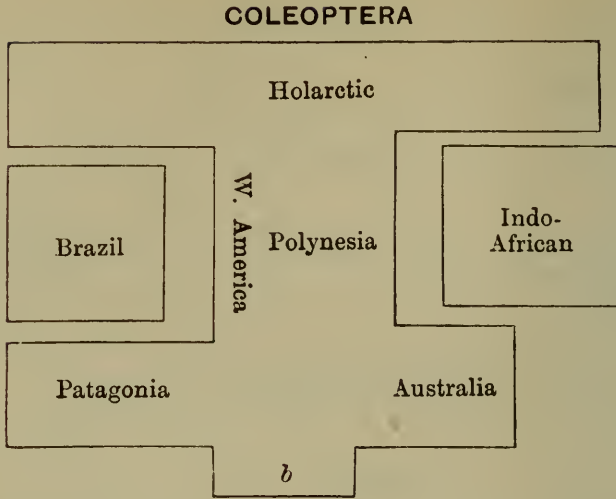 COLEOPTERA
Holarctic
W. America
Brazil
Polynesia
Indo-
African
Patagonia
Australia
b